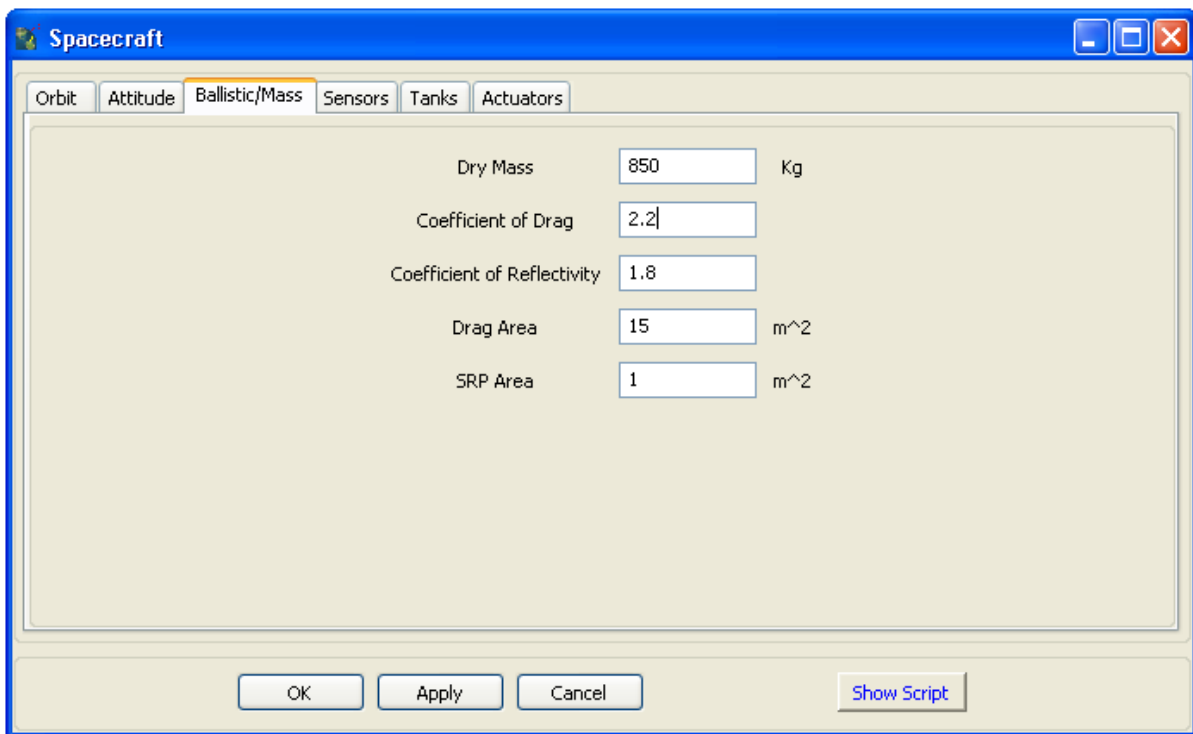 Spacecraft
Orbit Attitude Ballistic/Mass Sensors Tanks Actuators
Dry Mass 850 Kg
Coefficient of Drag 2.2
Coefficient of Reflectivity 1.8
Drag Area 15 m^2
SRP Area 1 m^2
OK Apply Cancel Show Script